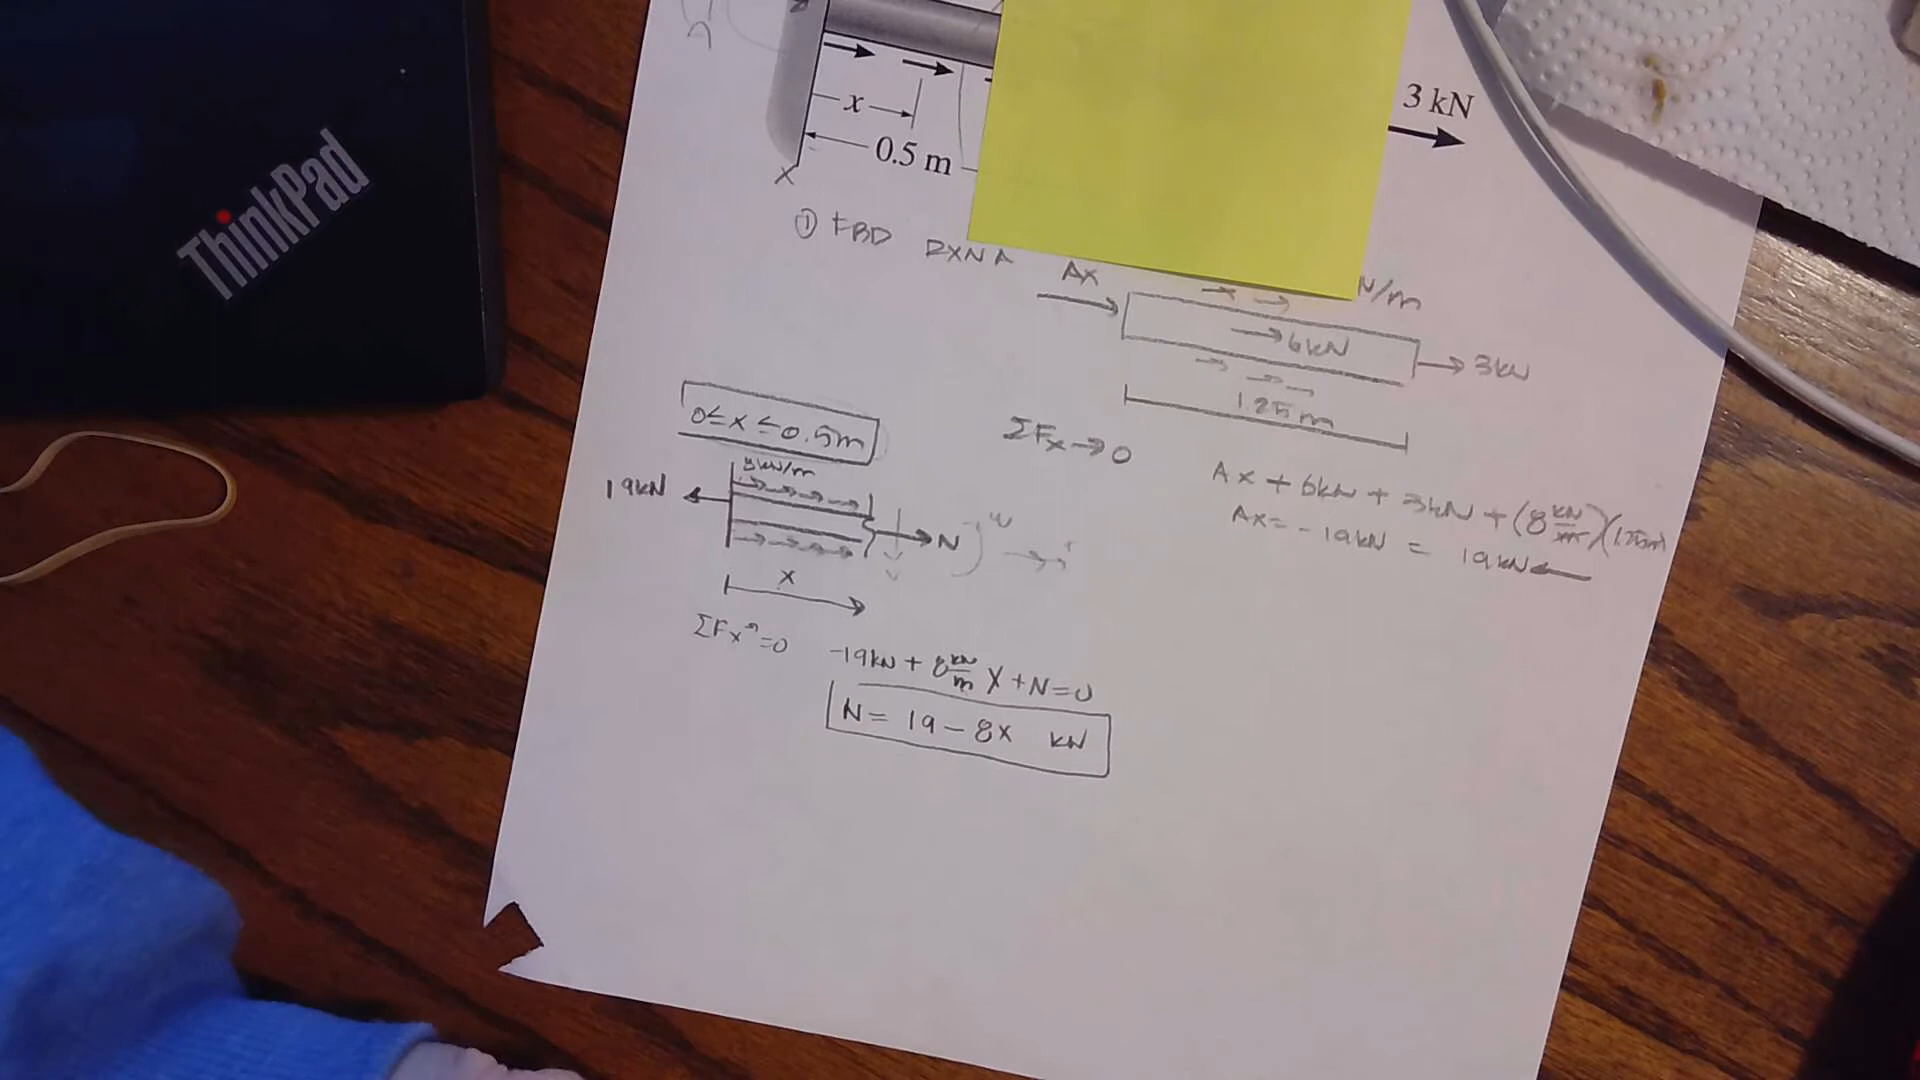 ThinkPad
A
3 kN
x
0.5 m
X
① FBD RXN A
Ax
N/m
6kN
3kN
1.25m
ΣFx → 0
0≤x≤0.5m
Ax + 6kN + 3kN + (8 kN/m)(1.25m)
Ax = -19kN = 19kN ←
8kN/m
19kN
N
x
ΣFx → =0
-19kN + 8 kN/m X + N = 0
N = 19 - 8x kN